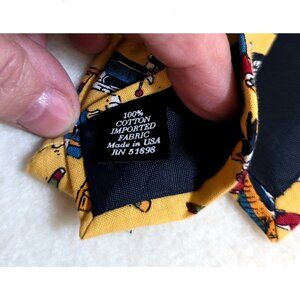 100%
COTTON
IMPORTED
FABRIC
Made in USA
RN 51898